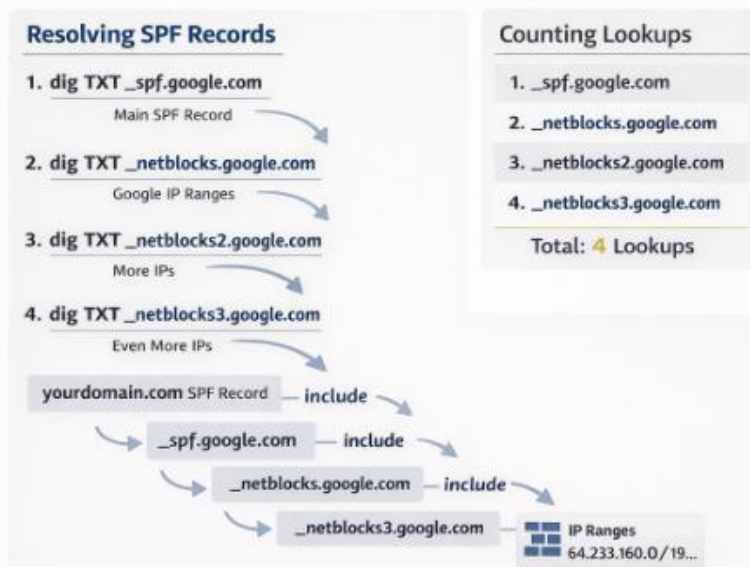 Resolving SPF Records
1. dig TXT _spf.google.com
Main SPF Record
2. dig TXT _netblocks.google.com
Google IP Ranges
3. dig TXT _netblocks2.google.com
More IPs
4. dig TXT _netblocks3.google.com
Even More IPs
yourdomain.com SPF Record include
_spf.google.com include
_netblocks.google.com include
_netblocks3.google.com
IP Ranges
64.233.160.0/19...
Counting Lookups
1. _spf.google.com
2. _netblocks.google.com
3. _netblocks2.google.com
4. _netblocks3.google.com
Total: 4 Lookups